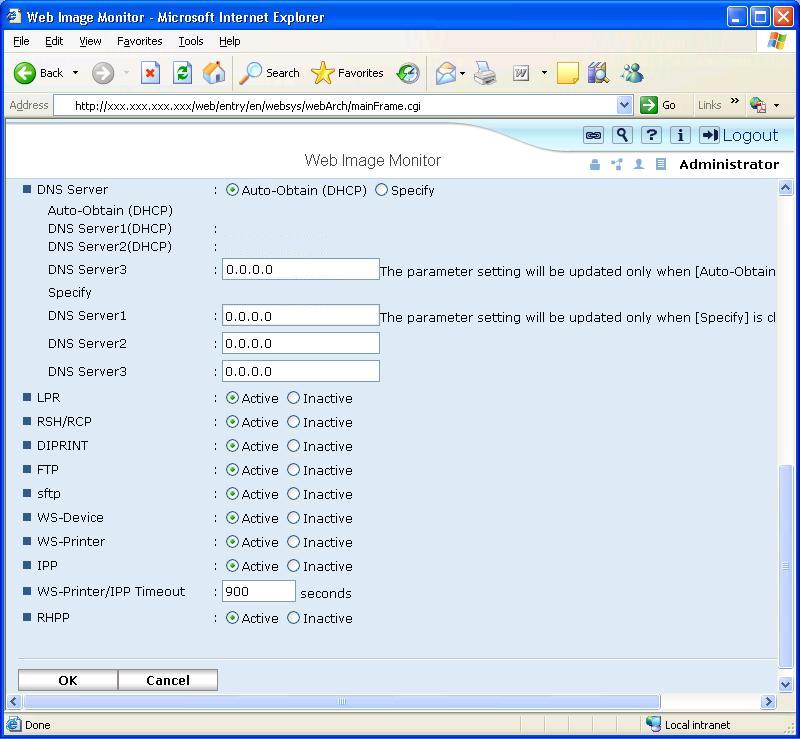 Web Image Monitor - Microsoft Internet Explorer
File Edit View Favorites Tools Help
Back Search Favorites
Address http://xxx.xxx.xxx.xxx/web/entry/en/websys/webArch/mainFrame.cgi Go Links »
? i Logout
Web Image Monitor Administrator
DNS Server : Auto-Obtain (DHCP) Specify
Auto-Obtain (DHCP)
DNS Server1(DHCP) :
DNS Server2(DHCP) :
DNS Server3 : 0.0.0.0 The parameter setting will be updated only when [Auto-Obtain
Specify
DNS Server1 : 0.0.0.0 The parameter setting will be updated only when [Specify] is cl
DNS Server2 : 0.0.0.0
DNS Server3 : 0.0.0.0
LPR : Active Inactive
RSH/RCP : Active Inactive
DIPRINT : Active Inactive
FTP : Active Inactive
sftp : Active Inactive
WS-Device : Active Inactive
WS-Printer : Active Inactive
IPP : Active Inactive
WS-Printer/IPP Timeout : 900 seconds
RHPP : Active Inactive
OK Cancel
Done Local intranet